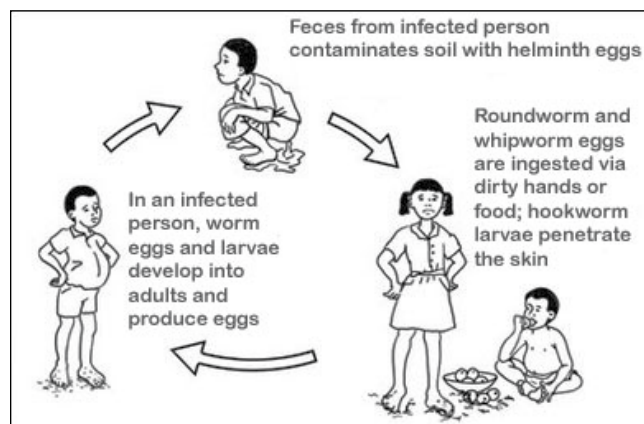 Feces from infected person
contaminates soil with helminth eggs
Roundworm and
whipworm eggs
are ingested via
dirty hands or
food; hookworm
larvae penetrate
the skin
In an infected
person, worm
eggs and larvae
develop into
adults and
produce eggs